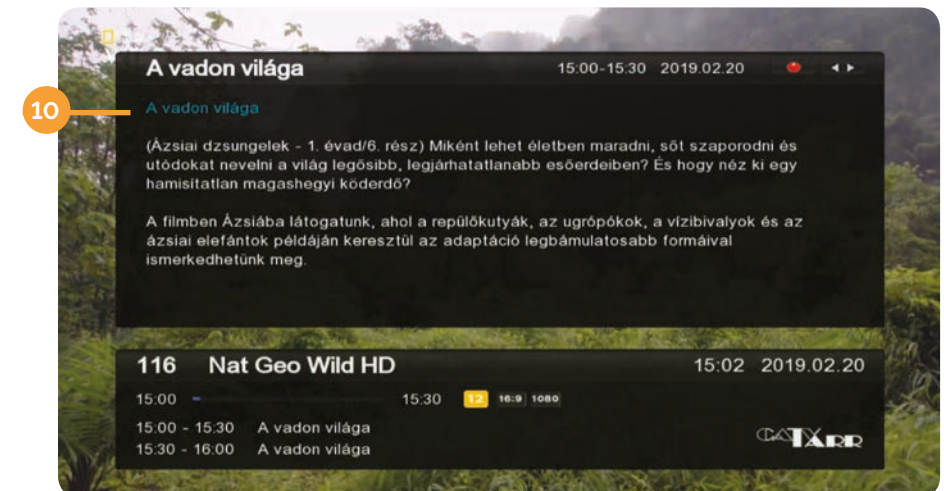 10
A vadon világa 15:00-15:30 2019.02.20
A vadon világa
(Ázsiai dzsungelek - 1. évad/6. rész) Miként lehet életben maradni, sőt szaporodni és
utódokat nevelni a világ legősibb, legjárhatatlanabb esőerdeiben? És hogy néz ki egy
hamisítatlan magashegyi köderdő?
A filmben Ázsiába látogatunk, ahol a repülőkutyák, az ugrópókok, a vízibivalyok és az
ázsiai elefántok példáján keresztül az adaptáció legbámulatosabb formáival
ismerkedhetünk meg.
116 Nat Geo Wild HD 15:02 2019.02.20
15:00 15:30 12 16:9 1080
15:00 - 15:30 A vadon világa
15:30 - 16:00 A vadon világa
TARR